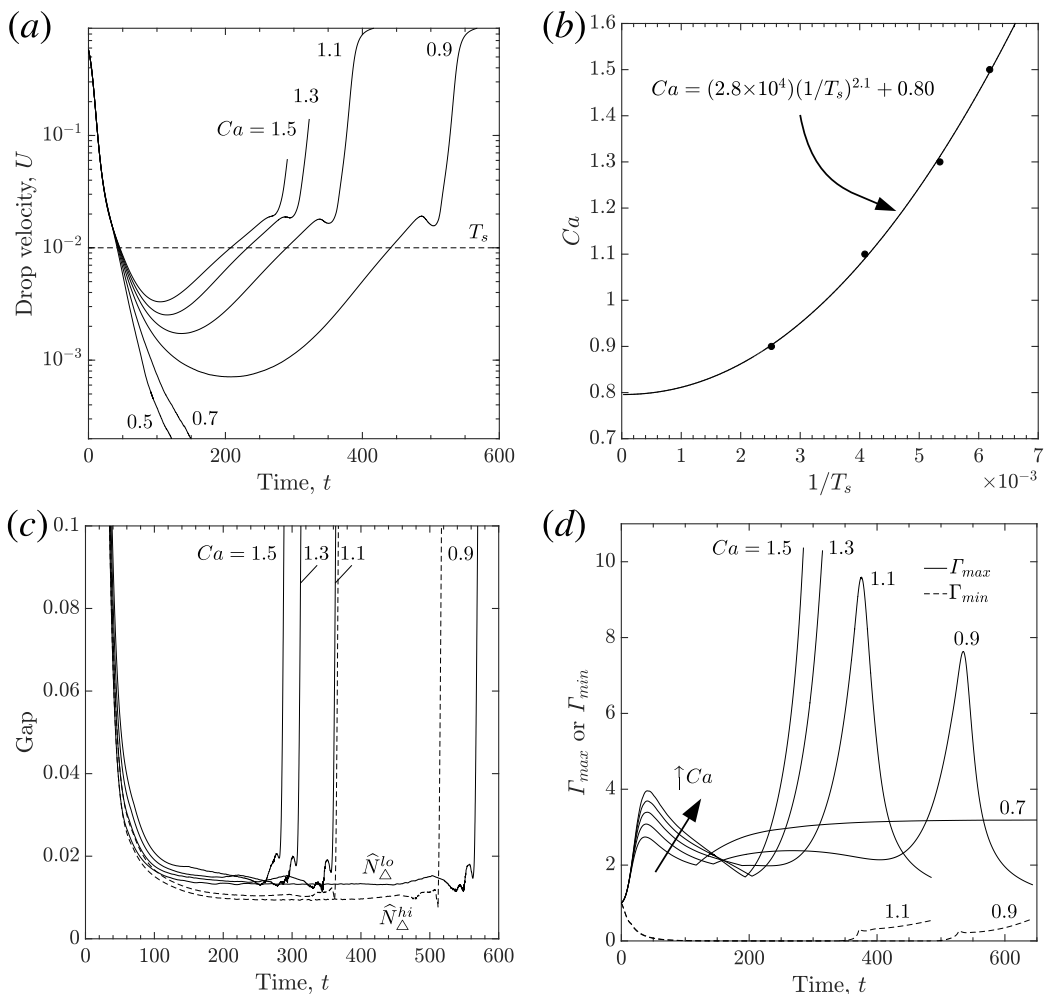 (a)
Drop velocity, U
10⁻¹
10⁻²
10⁻³
1.1
0.9
1.3
Ca = 1.5
T_s
0.5
0.7
0
200
400
600
Time, t
(b)
Ca
1.6
1.5
1.4
1.3
1.2
1.1
1
0.9
0.8
0.7
Ca = (2.8×10⁴)(1/T_s)^2.1 + 0.80
0
1
2
3
4
5
6
7
1/T_s
×10⁻³
(c)
Gap
0.1
0.08
0.06
0.04
0.02
0
Ca = 1.5
1.3
1.1
0.9
N̂_△^lo
N̂_△^hi
0
100
200
300
400
500
600
Time, t
(d)
Γ_max or Γ_min
10
8
6
4
2
0
Ca = 1.5
1.3
1.1
Γ_max
Γ_min
0.9
↑Ca
0.7
1.1
0.9
0
200
400
600
Time, t